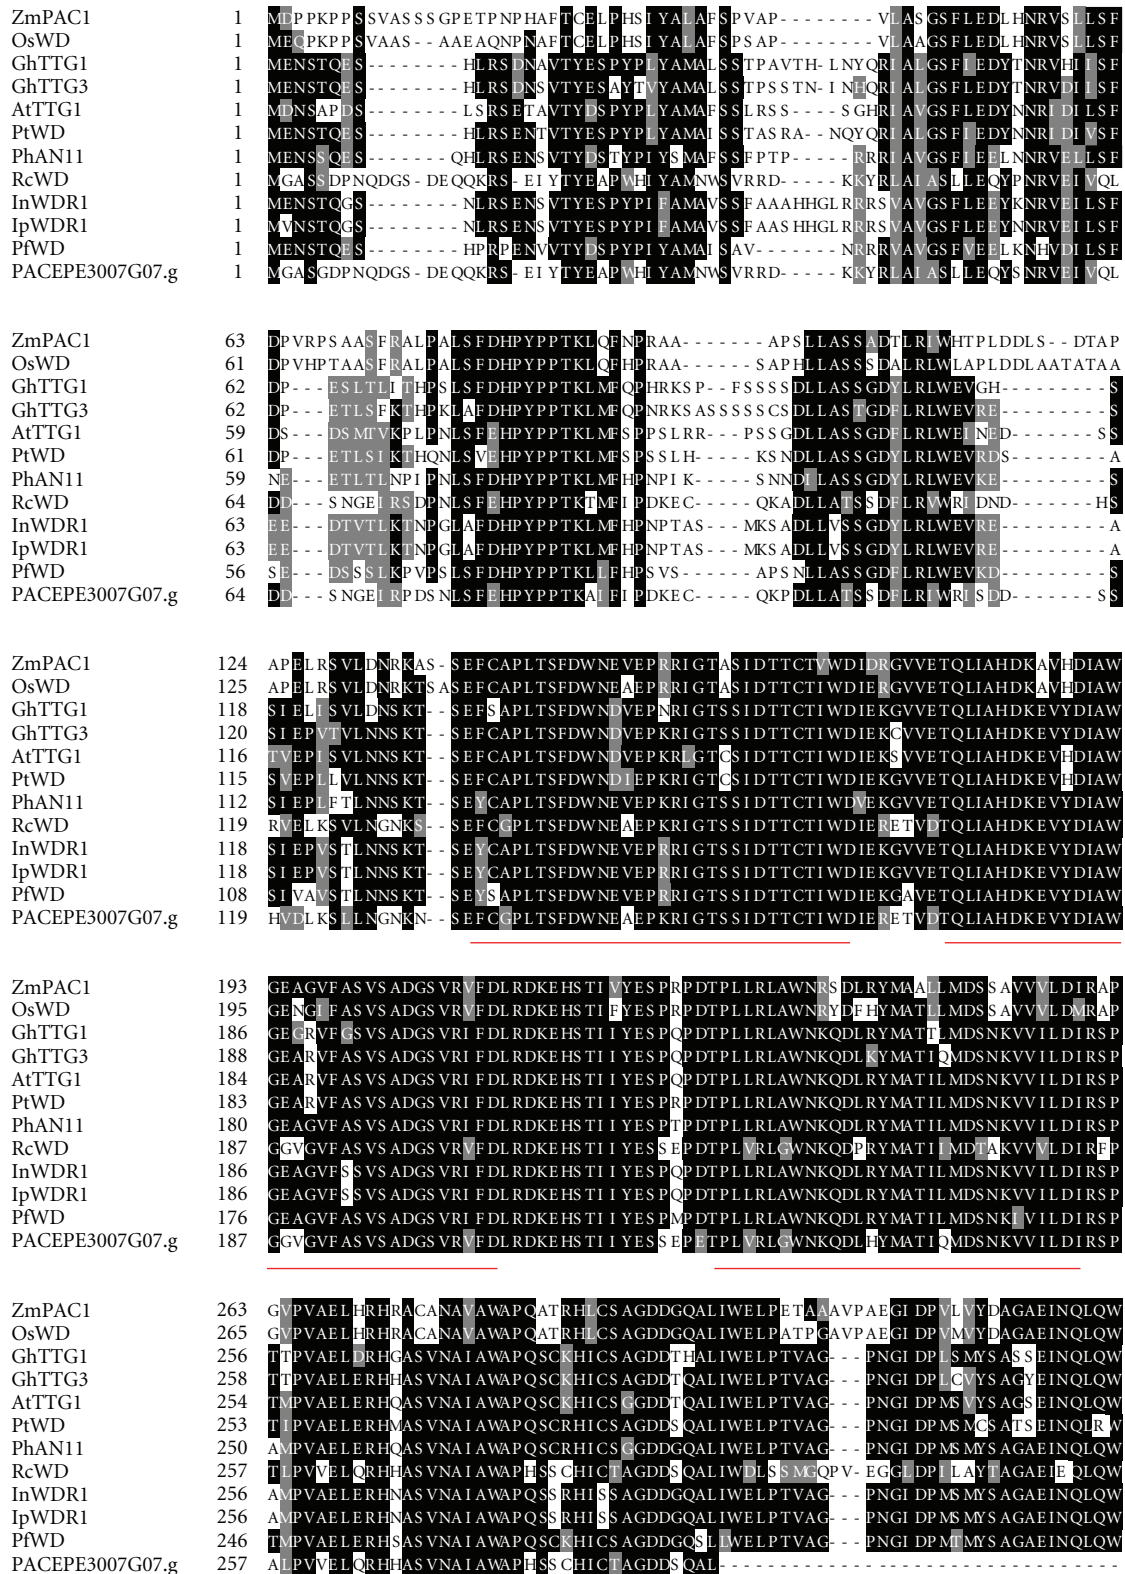 ZmPAC1 1 MDPPKPPSSVASSSGPETPNPHAFTCELPHSIYALAFSPVAP------VLASGSFLEDLHNRVSLLSF
OsWD 1 MEQPKPPSVAAS-AAEAQNPNAFTCELPHSIYALAFSPSAP------VLAAGSFLEDLHNRVSLLSF
GhTTG1 1 MENSTQES--------HLRSDNAVTYESPYPLYAMALSSTPAVTH-LNYQRIALGSFIEDYTNRVHIISF
GhTTG3 1 MENSTQES--------HLRSDNSVTYESAYTVYAMALSSTPSSTN-INHQRIALGSFLEDYTNRVDIISF
AtTTG1 1 MDNSAPDS--------LSRSETAVTYDSPYPLYAMAFSSLRSS----SGHRIAVGSFLEDYNNRIDILSF
PtWD 1 MENSTQES--------HLRSENTVTYESPYPLYAMAISSTASRA--NQYQRIALGSFIEDYNNRIDIVSF
PhAN11 1 MENSSQES-------QHLRSENSVTYDSTYPIYSMAFSSFPTP-----RRRIAVGSFIEELNNRVELLSF
RcWD 1 MGASSDPNQDGS-DEQQKRS-EIYTYEAPWHIYAMNWSVRRD-----KKYRLAIASLLEQYPNRVEIVQL
InWDR1 1 MENSTQGS--------NLRSENSVTYESPYPIFAMAVSSFAAAHHGLRRRSVAVGSFLEEYKNRVEILSF
IpWDR1 1 MVNSTQGS--------NLRSENSVTYESPYPIFAMAVSSFAASHHGLRRRSVAVGSFLEEYNNRVEILSF
PfWD 1 MENSTQES--------HPRPENVVTYDSPYPIYAMAISAV-------NRRRVAVGSFVEELKNHVDILSF
PACEPE3007G07.g 1 MGASGDPNQDGS-DEQQKRS-EIYTYEAPWHIYAMNWSVRRD-----KKYRLAIASLLEQYSNRVEIVQL
ZmPAC1 63 DPVRPSAASFRALPALSFDHPYPPTKLQFNPRAA-----APSLLASSADTLRIWHTPLDDLS--DTAP
OsWD 61 DPVHPTAASFRALPALSFDHPYPPTKLQFHPRAA-----SAPHLLASSSDALRLWLAPLDDLAATATAA
GhTTG1 62 DP---ESLTLITHPSLSFDHPYPPTKLMFQPHRKSP--FSSSSDLLASSGDYLRLWEVGH--------S
GhTTG3 62 DP---ETLSFKTHPKLAFDHPYPPTKLMFQPNRKSASSSSSCSDLLASTGDFLRLWEVRE--------S
AtTTG1 59 DS---DSMTVKPLPNLSFEHPYPPTKLMFSPPSLRR---PSSGDLLASSGDFLRLWEINED------SS
PtWD 61 DP---ETLSIKTHQNLSVEHPYPPTKLMFSPSSLH----KSNDLLASSGDYLRLWEVRDS-------A
PhAN11 59 NE---ETLTLNPIPNLSFDHPYPPTKLMFHPNPIK----SNNDILASSGDYLRLWEVKE--------S
RcWD 64 DD---SNGEIRSDPNLSFEHPYPPTKTMFIPDKEC-----QKADLLATSSDFLRVWRIDND------HS
InWDR1 63 EE---DTVTLKTNPGLAFDHPYPPTKLMFHPNPTAS---MKSADLLVSSGDYLRLWEVRE--------A
IpWDR1 63 EE---DTVTLKTNPGLAFDHPYPPTKLMFHPNPTAS---MKSADLLVSSGDYLRLWEVRE--------A
PfWD 56 SE---DSSSLKPVPSLSFDHPYPPTKLLFHPSVS-----APSNLLASSGDFLRLWEVKD--------S
PACEPE3007G07.g 64 DD---SNGEIRPDSNLSFEHPYPPTKAIFIPDKEC-----QKPDLLATSSDFLRIWRISDD------SS
ZmPAC1 124 APELRSVLDNRKAS-SEFCAPLTSFDWNEVEPRRIGTASIDTTCTVWDIDRGVVETQLIAHDKAVHDIAW
OsWD 125 APELRSVLDNRKTSASEFCAPLTSFDWNEAEPRRIGTASIDTTCTIWDIERGVVETQLIAHDKAVHDIAW
GhTTG1 118 SIELISVLDNSKT--SEFSAPLTSFDWNDVEPNRIGTSSIDTTCTIWDIEKGVVETQLIAHDKEVYDIAW
GhTTG3 120 SIEPVTVLNNSKT--SEFCAPLTSFDWNDVEPKRIGTSSIDTTCTIWDIEKCVVETQLIAHDKEVYDIAW
AtTTG1 116 TVEPISVLNNSKT--SEFCAPLTSFDWNDVEPKRLGTCSIDTTCTIWDIEKSVVETQLIAHDKEVHDIAW
PtWD 115 SVEPLLVLNNSKT--SEFCAPLTSFDWNDIEPKRIGTCSIDTTCTIWDIEKGVVETQLIAHDKEVHDIAW
PhAN11 112 SIEPLFTLNNSKT--SEYCAPLTSFDWNEVEPKRIGTSSIDTTCTIWDVEKGVVETQLIAHDKEVYDIAW
RcWD 119 RVELKSVLNGNKS--SEFCGPLTSFDWNEAEPKRIGTSSIDTTCTIWDIERETVDTQLIAHDKEVYDIAW
InWDR1 118 SIEPVSTLNNSKT--SEYCAPLTSFDWNEVEPRRIGTSSIDTTCTIWDIEKGVVETQLIAHDKEVYDIAW
IpWDR1 118 SIEPVSTLNNSKT--SEYCAPLTSFDWNEVEPRRIGTSSIDTTCTIWDIEKGVVETQLIAHDKEVYDIAW
PfWD 108 SIVAVSTLNNSKT--SEYSAPLTSFDWNEVEPRRIGTSSIDTTCTIWDIEKGAVETQLIAHDKEVYDIAW
PACEPE3007G07.g 119 HVDLKSLLNGNKN--SEFCGPLTSFDWNEAEPKRIGTSSIDTTCTIWDIERETVDTQLIAHDKEVYDIAW
ZmPAC1 193 GEAGVFASVSADGSVRVFDLRDKEHSTIVYESPRPDTPLLRLAWNRSDLRYMAALLMDSSAVVVLDIRAP
OsWD 195 GENGIFASVSADGSVRVFDLRDKEHSTIFYESPRPDTPLLRLAWNRYDFHYMATLLMDSSAVVVLDMRAP
GhTTG1 186 GEGRVFGSVSADGSVRIFDLRDKEHSTIIYESPQPDTPLLRLAWNKQDLRYMATTLMDSNKVVILDIRSP
GhTTG3 188 GEARVFASVSADGSVRIFDLRDKEHSTIIYESPQPDTPLLRLAWNKQDLKYMATIQMDSNKVVILDIRSP
AtTTG1 184 GEARVFASVSADGSVRIFDLRDKEHSTIIYESPQPDTPLLRLAWNKQDLRYMATILMDSNKVVILDIRSP
PtWD 183 GEARVFASVSADGSVRIFDLRDKEHSTIIYESPRPDTPLLRLAWNKQDLRYMATILMDSNKVVILDIRSP
PhAN11 180 GEAGVFASVSADGSVRIFDLRDKEHSTIIYESPTPDTPLLRLAWNKQDLRYMATILMDSNKVVILDIRSP
RcWD 187 GGVGVFASVSADGSVRVFDLRDKEHSTIIYESSEPDTPLVRLGWNKQDPRYMATIIMDTAKVVVLDIRFP
InWDR1 186 GEAGVFSSVSADGSVRIFDLRDKEHSTIIYESPQPDTPLLRLAWNKQDLRYMATILMDSNKVVILDIRSP
IpWDR1 186 GEAGVFSSVSADGSVRIFDLRDKEHSTIIYESPQPDTPLLRLAWNKQDLRYMATILMDSNKVVILDIRSP
PfWD 176 GEAGVFASVSADGSVRIFDLRDKEHSTIIYESPMPDTPLLRLAWNKQDLRYMATILMDSNKIVILDIRSP
PACEPE3007G07.g 187 GGVGVFASVSADGSVRVFDLRDKEHSTIIYESSEPETPLVRLGWNKQDLHYMATIQMDSNKVVILDIRSP
ZmPAC1 263 GVPVAELHRHRACANAVAWAPQATRHLCSAGDDGQALIWELPETAAAVPAEGIDPVLVYDAGAEINQLQW
OsWD 265 GVPVAELHRHRACANAVAWAPQATRHLCSAGDDGQALIWELPATPGAVPAEGIDPVMVYDAGAEINQLQW
GhTTG1 256 TTPVAELDRHGASVNAIAWAPQSCKHICSAGDDTHALIWELPTVAG---PNGIDPLSMYSASSEINQLQW
GhTTG3 258 TTPVAELERHHASVNAIAWAPQSCKHICSAGDDTQALIWELPTVAG---PNGIDPLCVYSAGYEINQLQW
AtTTG1 254 TMPVAELERHQASVNAIAWAPQSCKHICSGGDDTQALIWELPTVAG---PNGIDPMSVYSAGSEINQLQW
PtWD 253 TIPVAELERHMASVNAIAWAPQSCRHICSAGDDSQALIWELPTVAG---PNGIDPMSMCSATSEINQLRW
PhAN11 250 AMPVAELERHQASVNAIAWAPQSCRHICSGGDDGQALIWELPTVAG---PNGIDPMSMYSAGAEINQLQW
RcWD 257 TLPVVELQRHHASVNAIAWAPHSSCHICTAGDDSQALIWDLSSMGQPV-EGGLDPILAYTAGAEIEQLQW
InWDR1 256 AMPVAELERHNASVNAIAWAPQSSRHISSAGDDGQALIWELPTVAG---PNGIDPMSMYSAGAEINQLQW
IpWDR1 256 AMPVAELERHNASVNAIAWAPQSSRHISSAGDDGQALIWELPTVAG---PNGIDPMSMYSAGAEINQLQW
PfWD 246 TMPVAELERHSASVNAIAWAPQSCKHICSAGDDGQSLLWELPTVAG---PNGIDPMTMYSAGAEINQLQW
PACEPE3007G07.g 257 ALPVVELQRHHASVNAIAWAPHSSCHICTAGDDSQAL-------------------------------